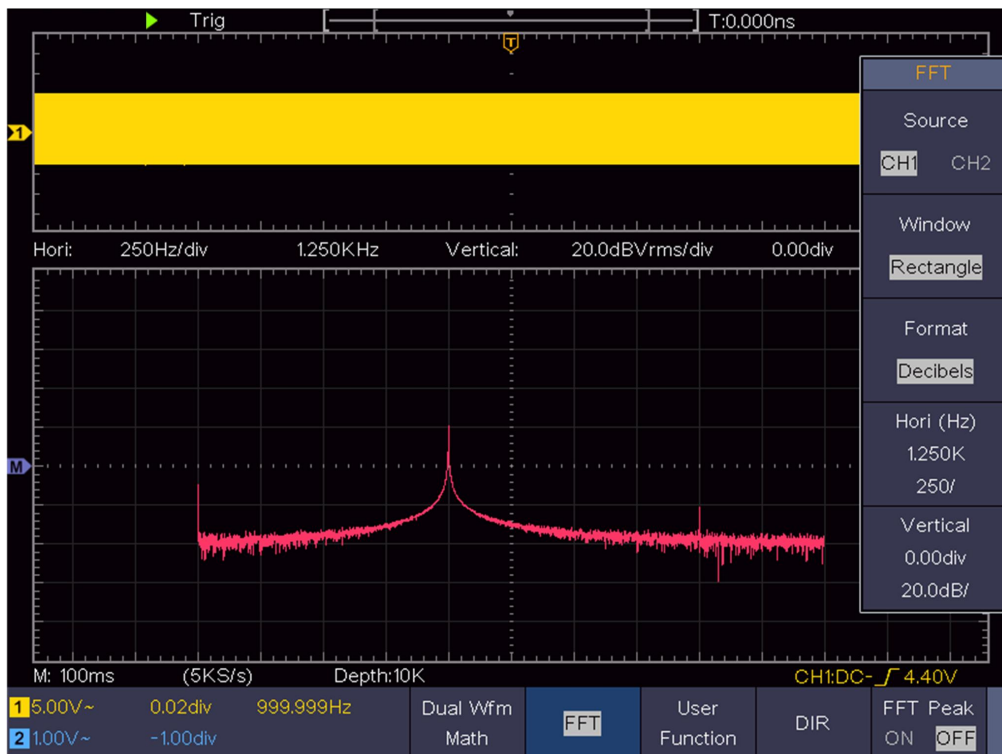 Trig T:0.000ns
T
1
FFT
Source
CH1 CH2
Window
Rectangle
Format
Decibels
Hori (Hz)
1.250K
250/
Vertical
0.00div
20.0dB/
Hori: 250Hz/div 1.250KHz Vertical: 20.0dBVrms/div 0.00div
M
M: 100ms (5KS/s) Depth:10K CH1:DC- 4.40V
1 5.00V~ 0.02div 999.999Hz
2 1.00V~ -1.00div
Dual Wfm
Math
FFT
User
Function
DIR
FFT Peak
ON OFF